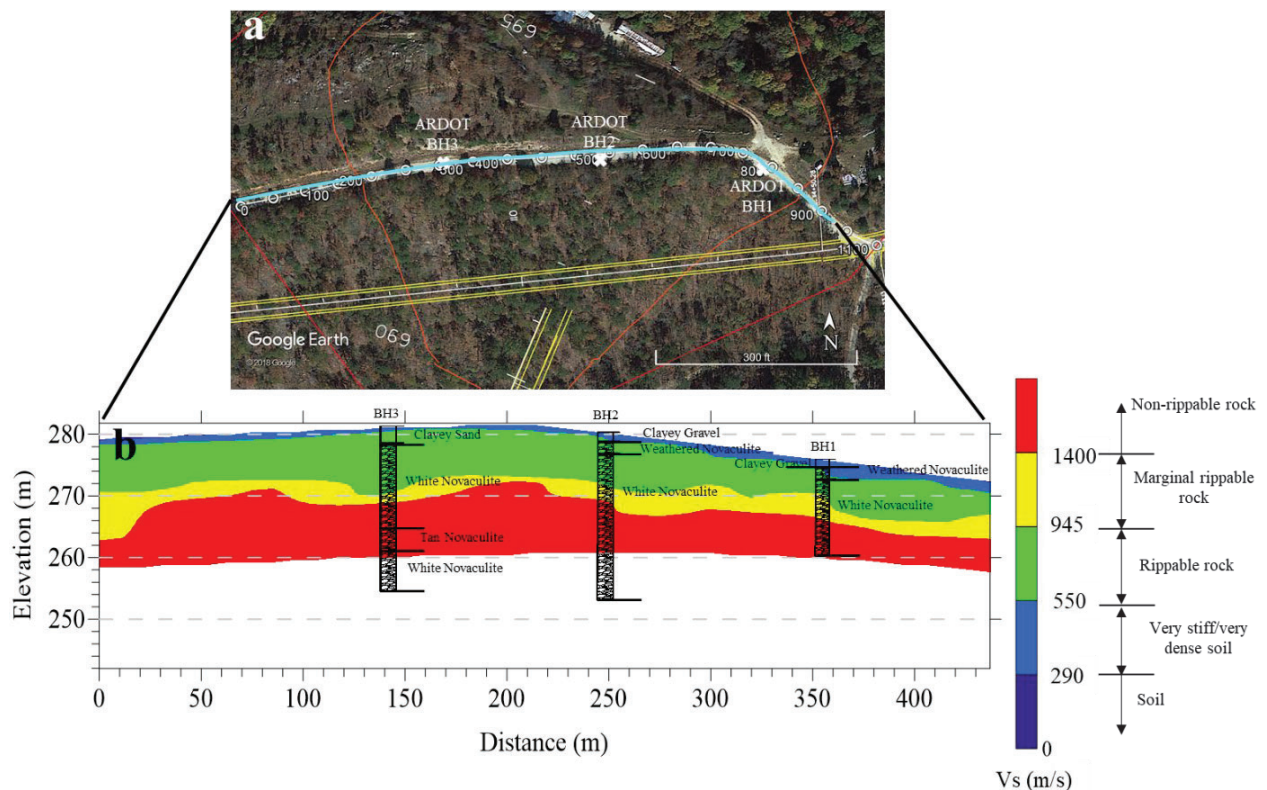 a
695
ARDOT
BH3
ARDOT
BH2
0
100
200
300
400
500
600
700
80
ARDOT
BH1
900
1100
690
Google Earth
© 2018 Google
300 ft
N
b
BH3
BH2
BH1
Clayey Sand
Clayey Gravel
Weathered Novaculite
Clayey Gravel
Weathered Novaculite
White Novaculite
White Novaculite
White Novaculite
Tan Novaculite
White Novaculite
280
270
260
250
Elevation (m)
0
50
100
150
200
250
300
350
400
Distance (m)
1400
945
550
290
0
Vs (m/s)
Non-rippable rock
Marginal rippable
rock
Rippable rock
Very stiff/very
dense soil
Soil